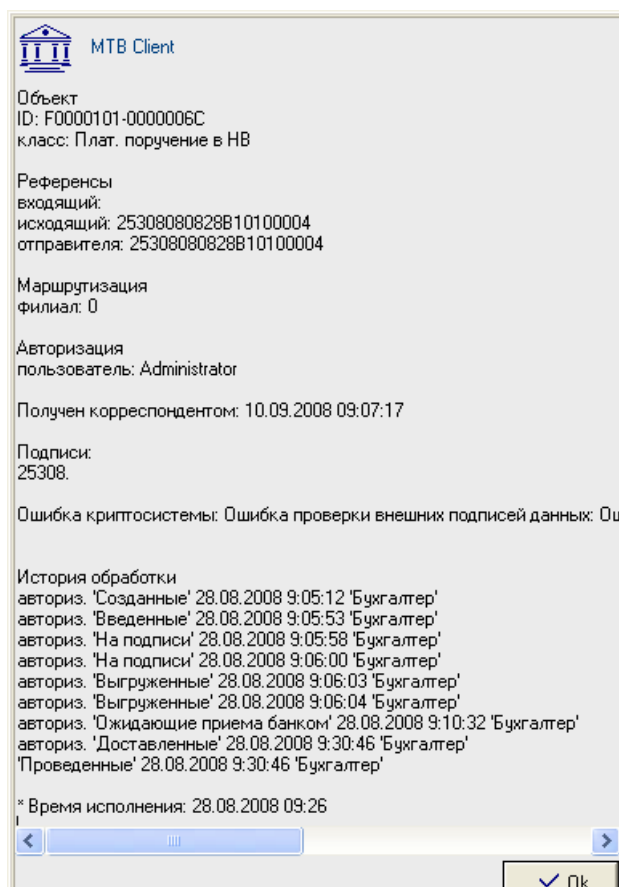 MTB Client
Объект
ID: F0000101-0000006C
класс: Плат. поручение в НВ
Референсы
входящий:
исходящий: 25308080828B10100004
отправителя: 25308080828B10100004
Маршрутизация
филиал: 0
Авторизация
пользователь: Administrator
Получен корреспондентом: 10.09.2008 09:07:17
Подписи:
25308.
Ошибка криптосистемы: Ошибка проверки внешних подписей данных: Ош
История обработки
авториз. 'Созданные' 28.08.2008 9:05:12 'Бухгалтер'
авториз. 'Введенные' 28.08.2008 9:05:53 'Бухгалтер'
авториз. 'На подписи' 28.08.2008 9:05:58 'Бухгалтер'
авториз. 'На подписи' 28.08.2008 9:06:00 'Бухгалтер'
авториз. 'Выгруженные' 28.08.2008 9:06:03 'Бухгалтер'
авториз. 'Выгруженные' 28.08.2008 9:06:04 'Бухгалтер'
авториз. 'Ожидающие приема банком' 28.08.2008 9:10:32 'Бухгалтер'
авториз. 'Доставленные' 28.08.2008 9:30:46 'Бухгалтер'
'Проведенные' 28.08.2008 9:30:46 'Бухгалтер'
* Время исполнения: 28.08.2008 09:26
Ok